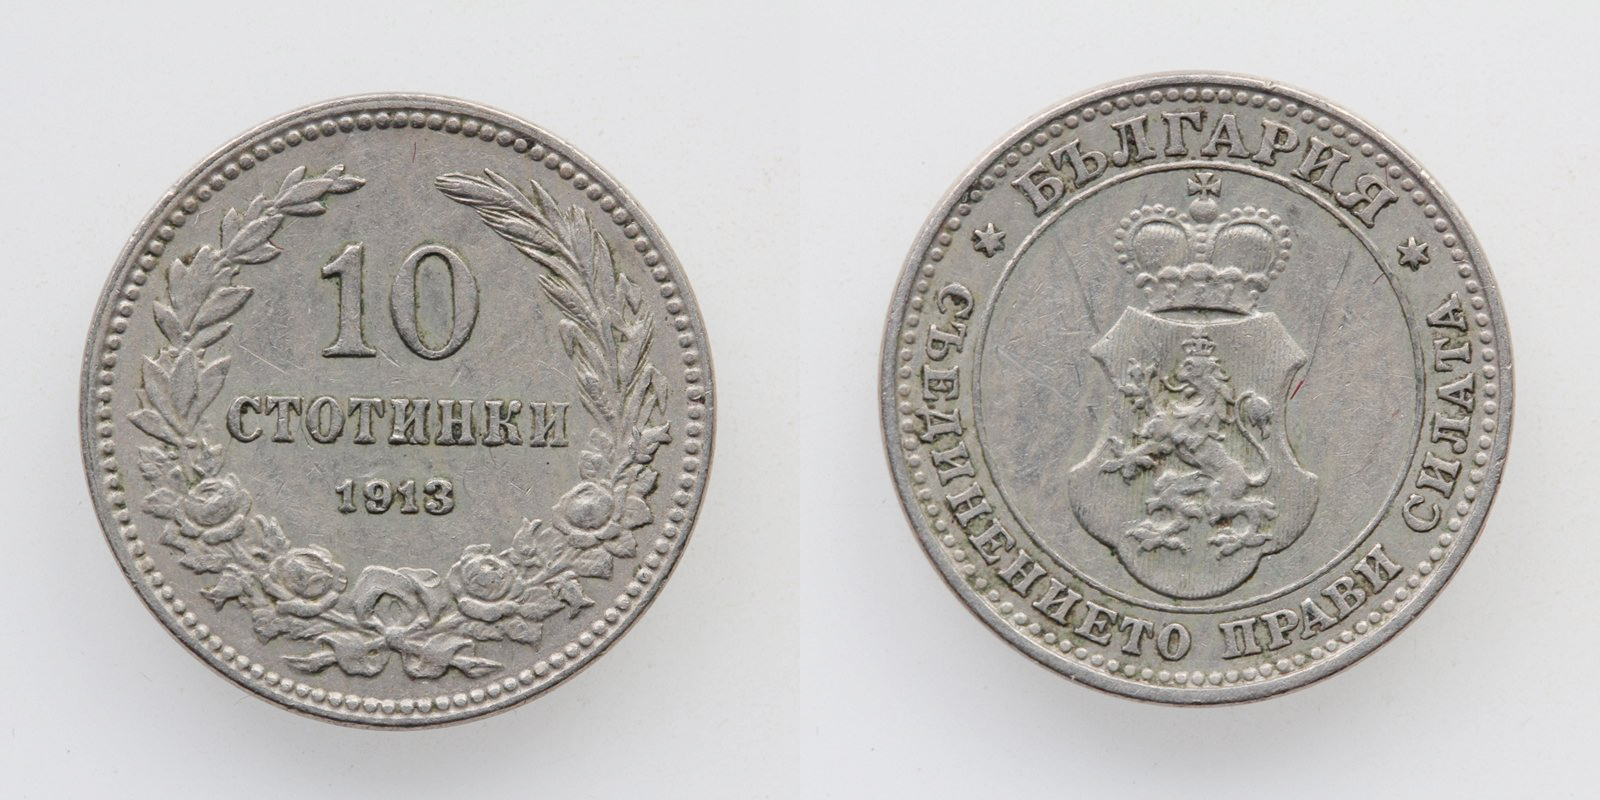 10
СТОТИНКИ
1913
БЪЛГАРИЯ
СЪЕДИНЕНИЕТО ПРАВИ СИЛАТА